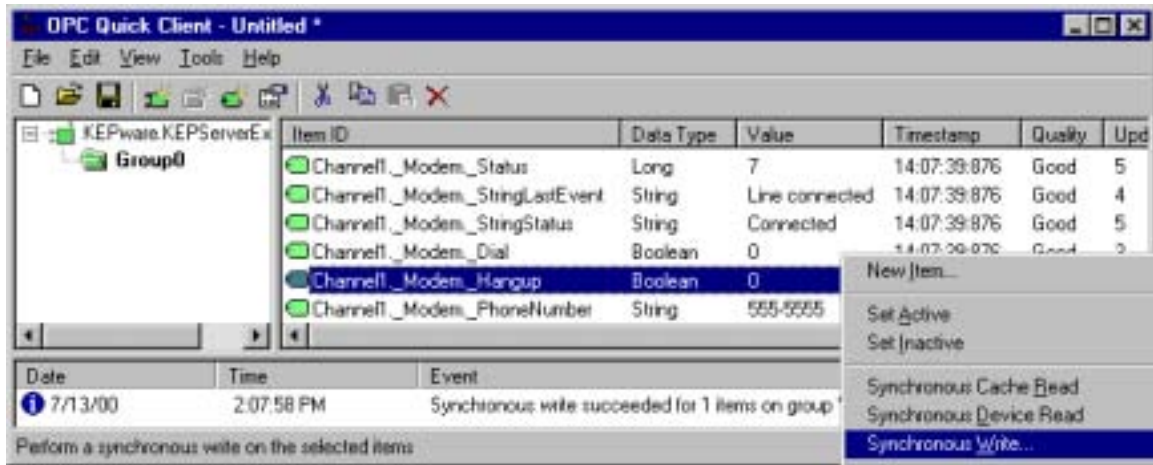 OPC Quick Client - Untitled *
File Edit View Tools Help
KEPware.KEPServerEx
Group0
Item ID Data Type Value Timestamp Quality Upd
Channel1._Modem._Status Long 7 14:07:39:876 Good 5
Channel1._Modem._StringLastEvent String Line connected 14:07:39:876 Good 4
Channel1._Modem._StringStatus String Connected 14:07:39:876 Good 5
Channel1._Modem._Dial Boolean 0 14:07:39:876 Good
Channel1._Modem._Hangup Boolean 0
Channel1._Modem._PhoneNumber String 555-5555
New Item...
Set Active
Set Inactive
Synchronous Cache Read
Synchronous Device Read
Synchronous Write...
Date Time Event
7/13/00 2:07:58 PM Synchronous write succeeded for 1 items on group '
Perform a synchronous write on the selected items